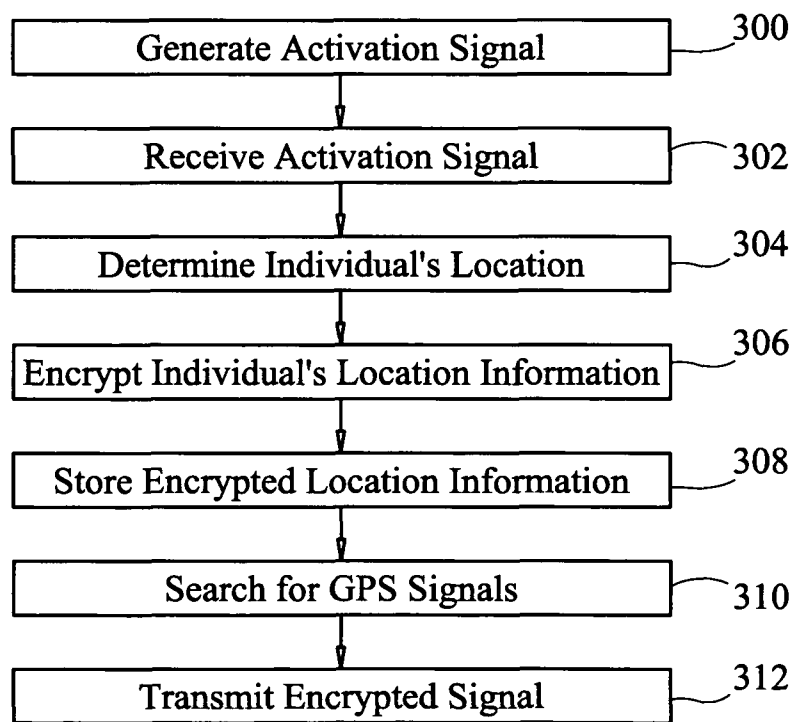 Generate Activation Signal
300
Receive Activation Signal
302
Determine Individual's Location
304
Encrypt Individual's Location Information
306
Store Encrypted Location Information
308
Search for GPS Signals
310
Transmit Encrypted Signal
312